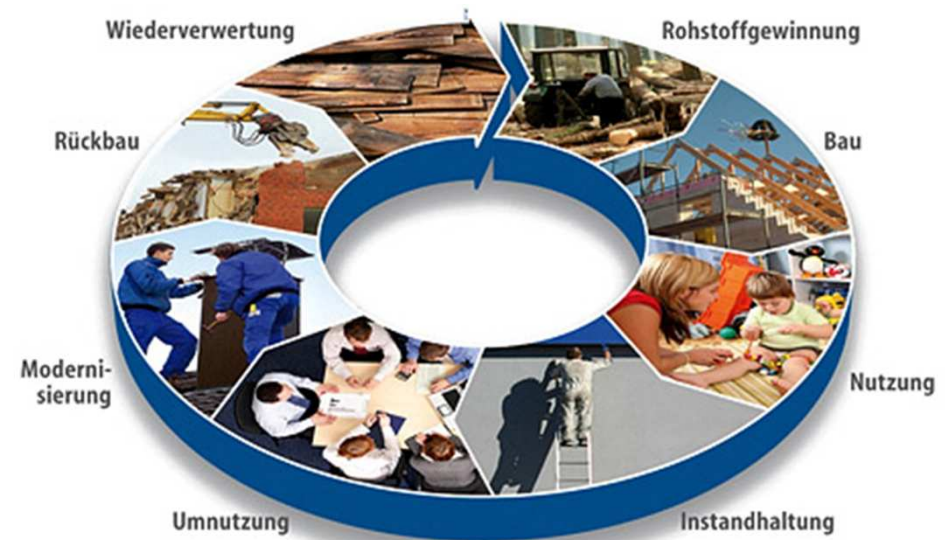 Wiederverwertung
Rohstoffgewinnung
Rückbau
Bau
Moderni-
sierung
Nutzung
Umnutzung
Instandhaltung